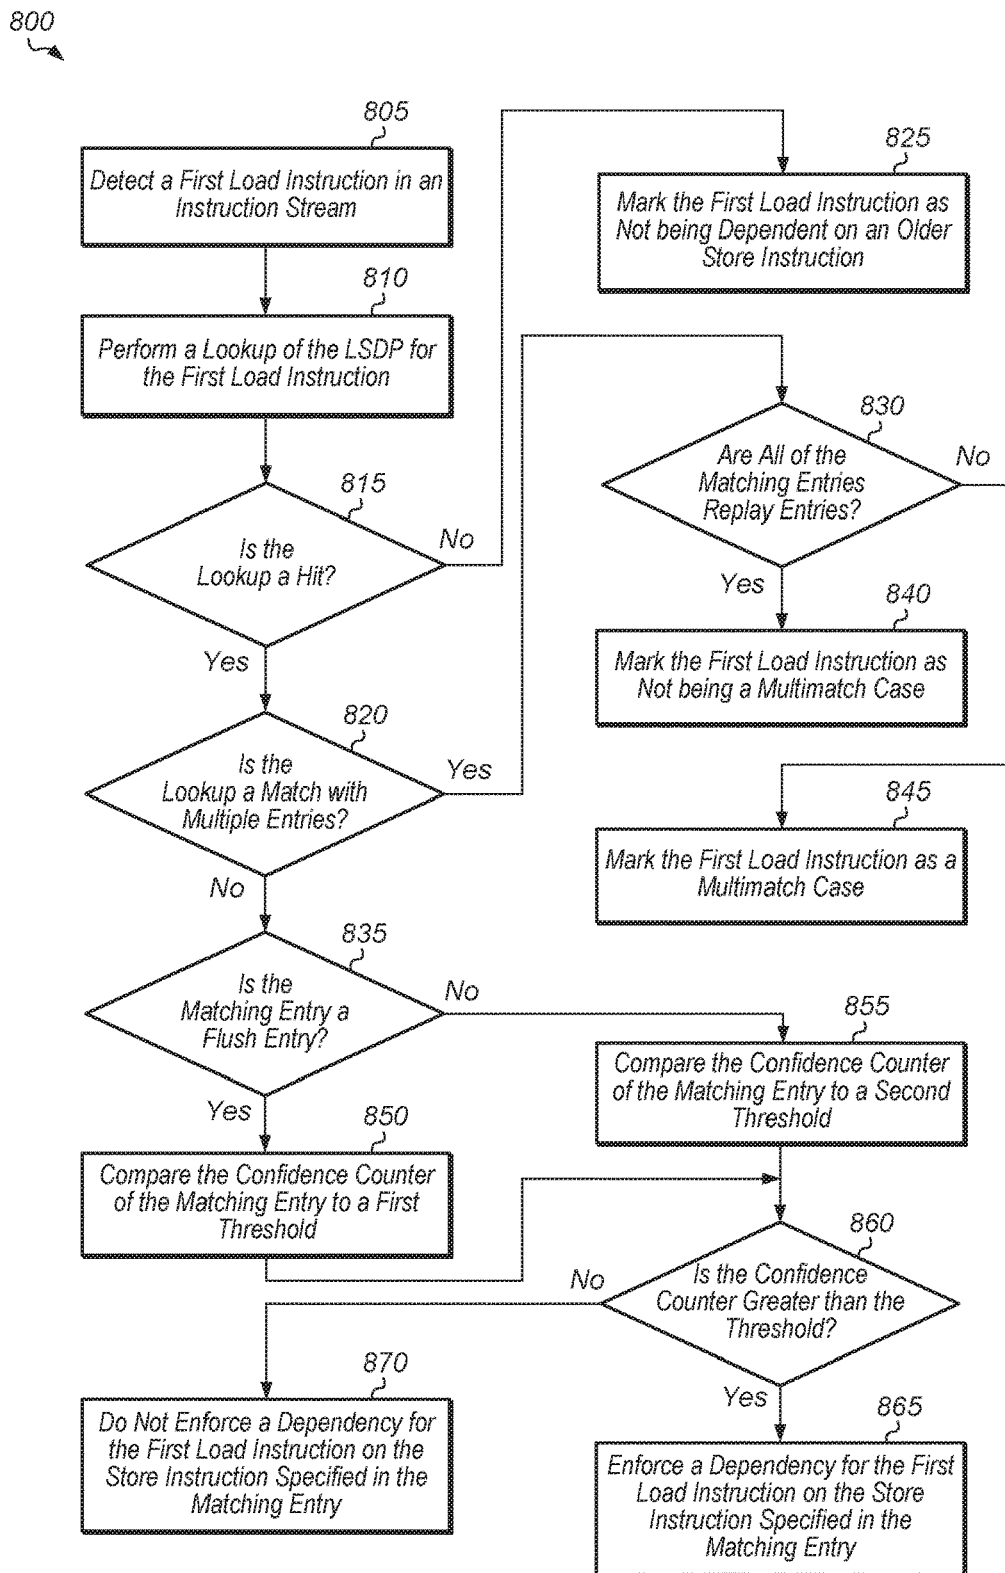 800
805
Detect a First Load Instruction in an
Instruction Stream
810
Perform a Lookup of the LSDP for
the First Load Instruction
815
Is the
Lookup a Hit?
No
Yes
825
Mark the First Load Instruction as
Not being Dependent on an Older
Store Instruction
820
Is the
Lookup a Match with
Multiple Entries?
Yes
No
830
Are All of the
Matching Entries
Replay Entries?
No
Yes
840
Mark the First Load Instruction as
Not being a Multimatch Case
845
Mark the First Load Instruction as a
Multimatch Case
835
Is the
Matching Entry a
Flush Entry?
No
Yes
850
Compare the Confidence Counter
of the Matching Entry to a First
Threshold
855
Compare the Confidence Counter
of the Matching Entry to a Second
Threshold
860
Is the Confidence
Counter Greater than the
Threshold?
No
Yes
870
Do Not Enforce a Dependency for
the First Load Instruction on the
Store Instruction Specified in the
Matching Entry
865
Enforce a Dependency for the First
Load Instruction on the Store
Instruction Specified in the
Matching Entry